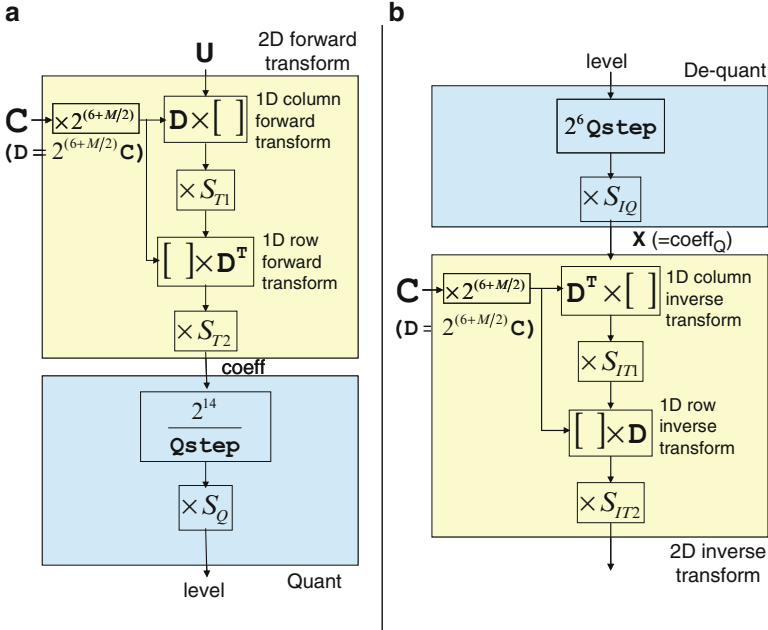 a
U
2D forward
transform
C
×2^(6+M/2)
(D = 2^(6+M/2) C)
D×[ ]
1D column
forward
transform
×S_T1
[ ]×D^T
1D row
forward
transform
×S_T2
coeff
2^14
Qstep
×S_Q
level
Quant
b
level
De-quant
2^6 Qstep
×S_IQ
X (=coeff_Q)
C
×2^(6+M/2)
(D = 2^(6+M/2) C)
D^T×[ ]
1D column
inverse
transform
×S_IT1
[ ]×D
1D row
inverse
transform
×S_IT2
2D inverse
transform